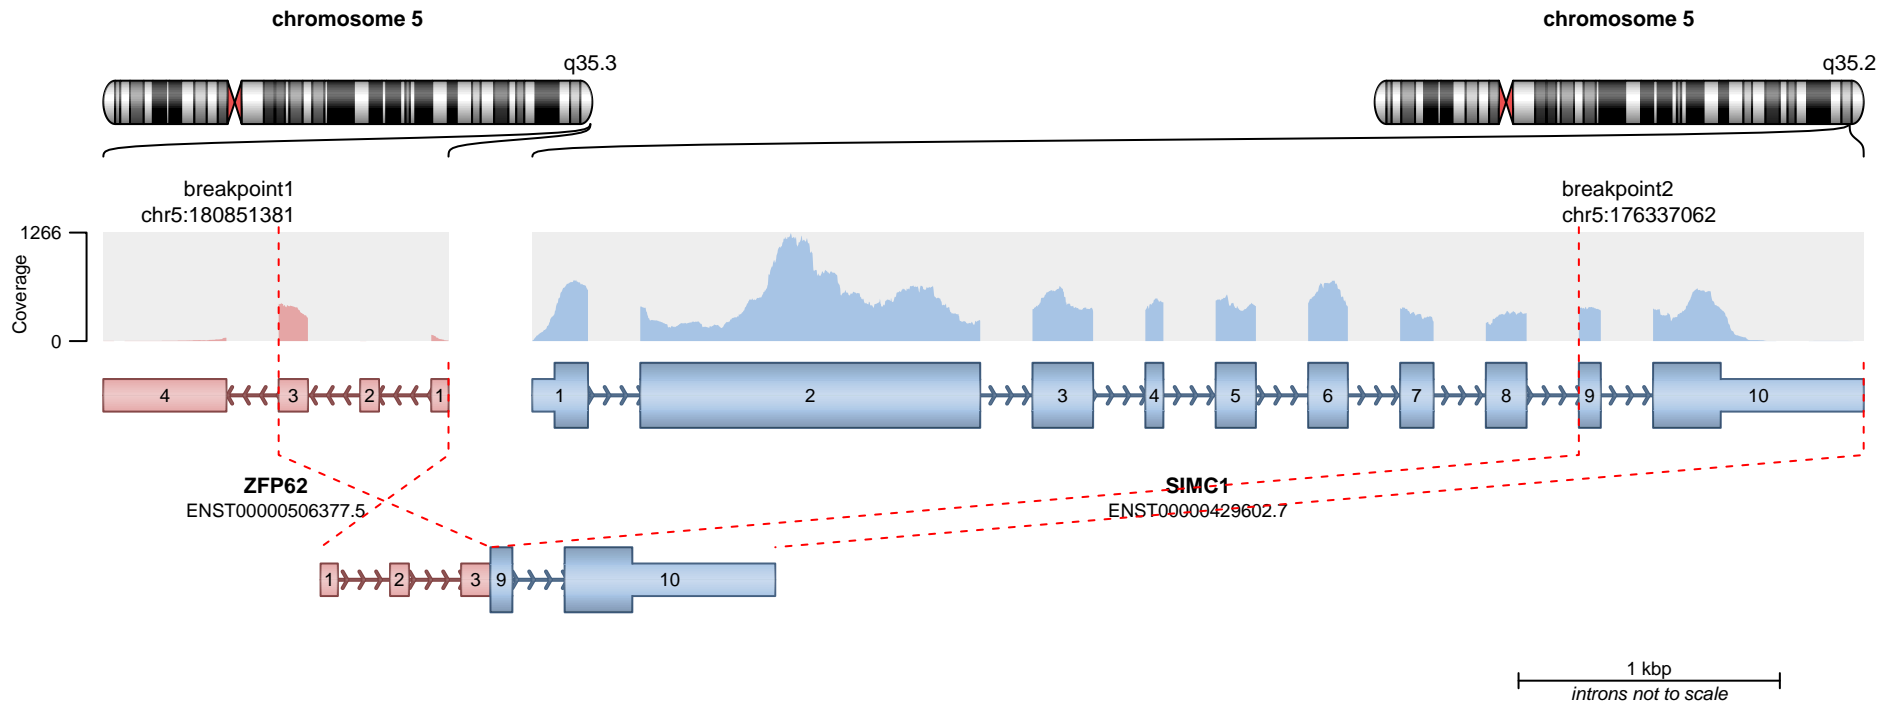 chromosome 5
chromosome 5
q35.3
q35.2
breakpoint1
chr5:180851381
breakpoint2
chr5:176337062
1266
Coverage
0
4 3 2 1
1 2 3 4 5 6 7 8 9 10
ZFP62
ENST00000506377.5
SIMC1
ENST00000429602.7
1 2 3 9 10
1 kbp
introns not to scale